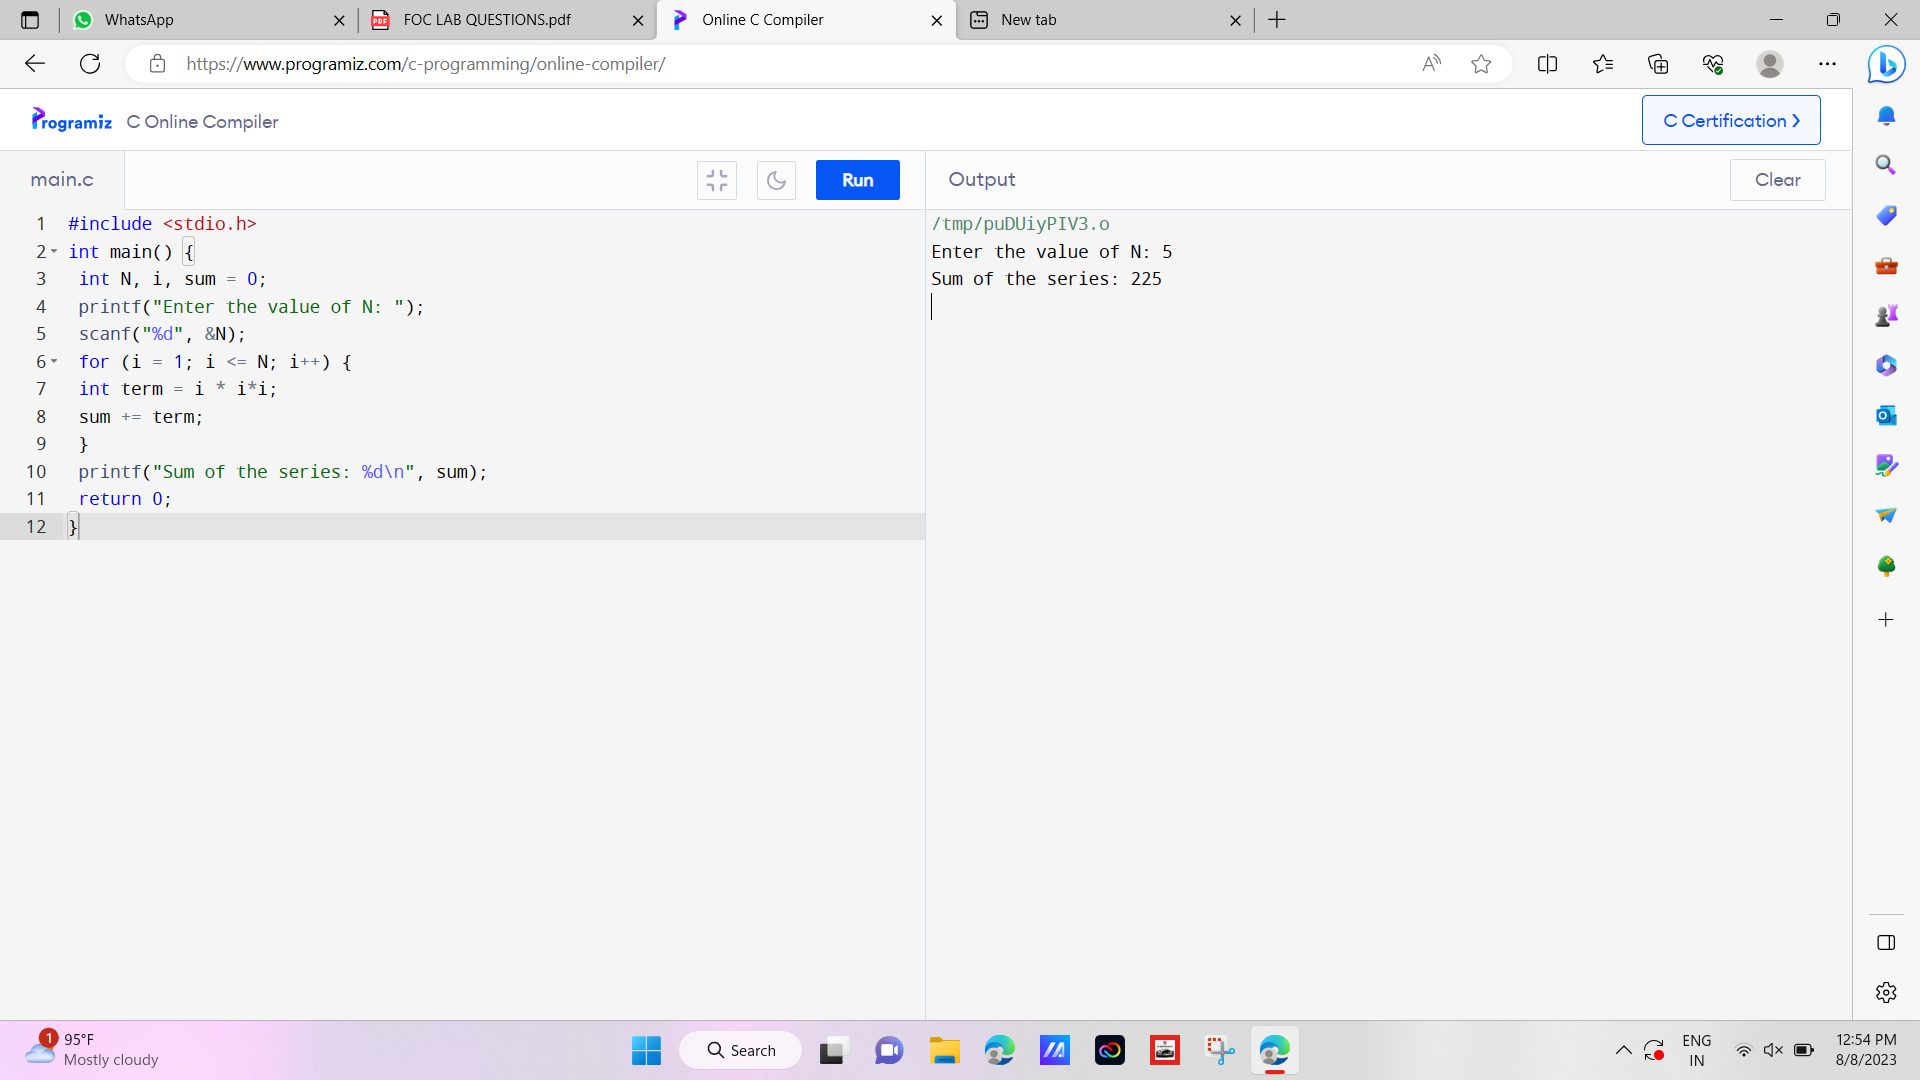 WhatsApp
FOC LAB QUESTIONS.pdf
Online C Compiler
New tab
https://www.programiz.com/c-programming/online-compiler/
Programiz C Online Compiler
C Certification ❯
main.c
Run
Output
Clear
1 #include <stdio.h>
2 int main() {
3 int N, i, sum = 0;
4 printf("Enter the value of N: ");
5 scanf("%d", &N);
6 for (i = 1; i <= N; i++) {
7 int term = i * i*i;
8 sum += term;
9 }
10 printf("Sum of the series: %d\n", sum);
11 return 0;
12 }
/tmp/puDUiyPIV3.o
Enter the value of N: 5
Sum of the series: 225
1
95°F
Mostly cloudy
Search
ENG
IN
12:54 PM
8/8/2023